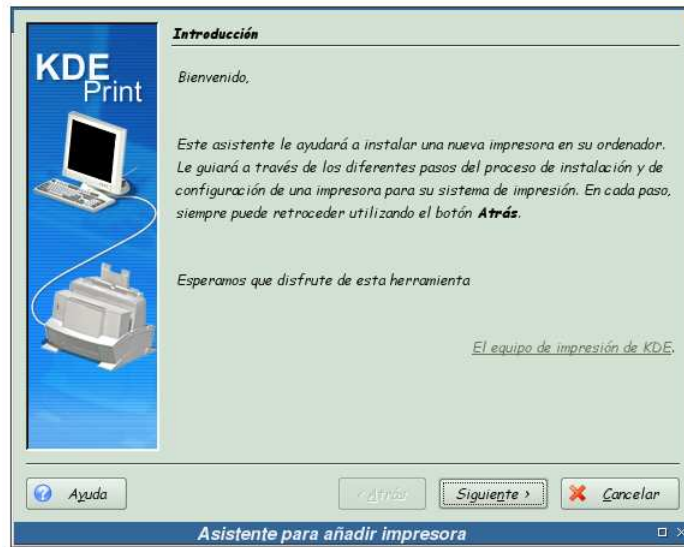 Introducción
KDE
Print
Bienvenido,
Este asistente le ayudará a instalar una nueva impresora en su ordenador.
Le guiará a través de los diferentes pasos del proceso de instalación y de
configuración de una impresora para su sistema de impresión. En cada paso,
siempre puede retroceder utilizando el botón Atrás.
Esperamos que disfrute de esta herramienta
El equipo de impresión de KDE.
Ayuda
‹ Atrás
Siguiente ›
Cancelar
Asistente para añadir impresora